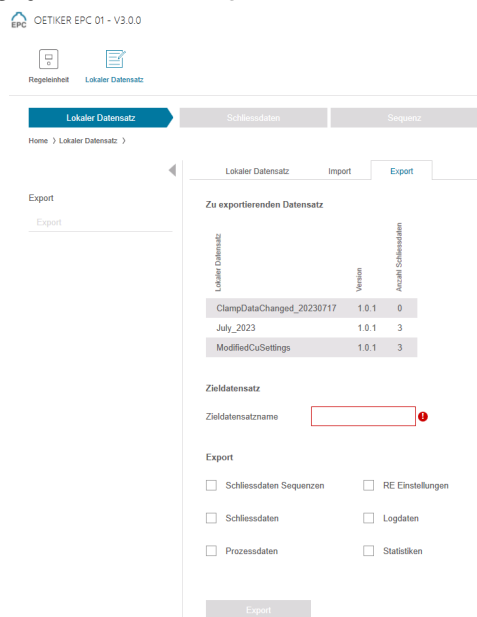 EPC OETIKER EPC 01 - V3.0.0
Regeleinheit Lokaler Datensatz
Lokaler Datensatz Schliessdaten Sequenz
Home > Lokaler Datensatz >
Lokaler Datensatz Import Export
Export
Export
Zu exportierenden Datensatz
Lokaler Datensatz Version Anzahl Schliessdaten
ClampDataChanged_20230717 1.0.1 0
July_2023 1.0.1 3
ModifiedCuSettings 1.0.1 3
Zieldatensatz
Zieldatensatzname
Export
Schliessdaten Sequenzen RE Einstellungen
Schliessdaten Logdaten
Prozessdaten Statistiken
Export